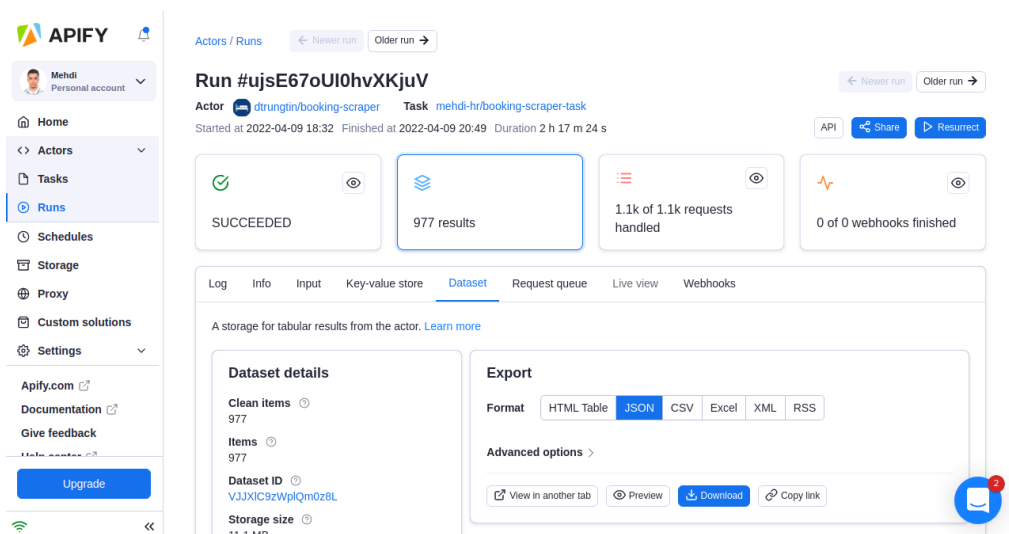 APIFY
Mehdi
Personal account
Home
Actors
Tasks
Runs
Schedules
Storage
Proxy
Custom solutions
Settings
Apify.com
Documentation
Give feedback
Help center
Upgrade
Actors / Runs
Newer run
Older run
Run #ujsE67oUI0hvXKjuV
Newer run
Older run
Actor dtrungtin/booking-scraper Task mehdi-hr/booking-scraper-task
Started at 2022-04-09 18:32 Finished at 2022-04-09 20:49 Duration 2 h 17 m 24 s
API
Share
Resurrect
SUCCEEDED
977 results
1.1k of 1.1k requests
handled
0 of 0 webhooks finished
Log Info Input Key-value store Dataset Request queue Live view Webhooks
A storage for tabular results from the actor. Learn more
Dataset details
Clean items
977
Items
977
Dataset ID
VJJXlC9zWplQm0z8L
Storage size
11.1 MB
Export
Format HTML Table JSON CSV Excel XML RSS
Advanced options
View in another tab Preview Download Copy link
2